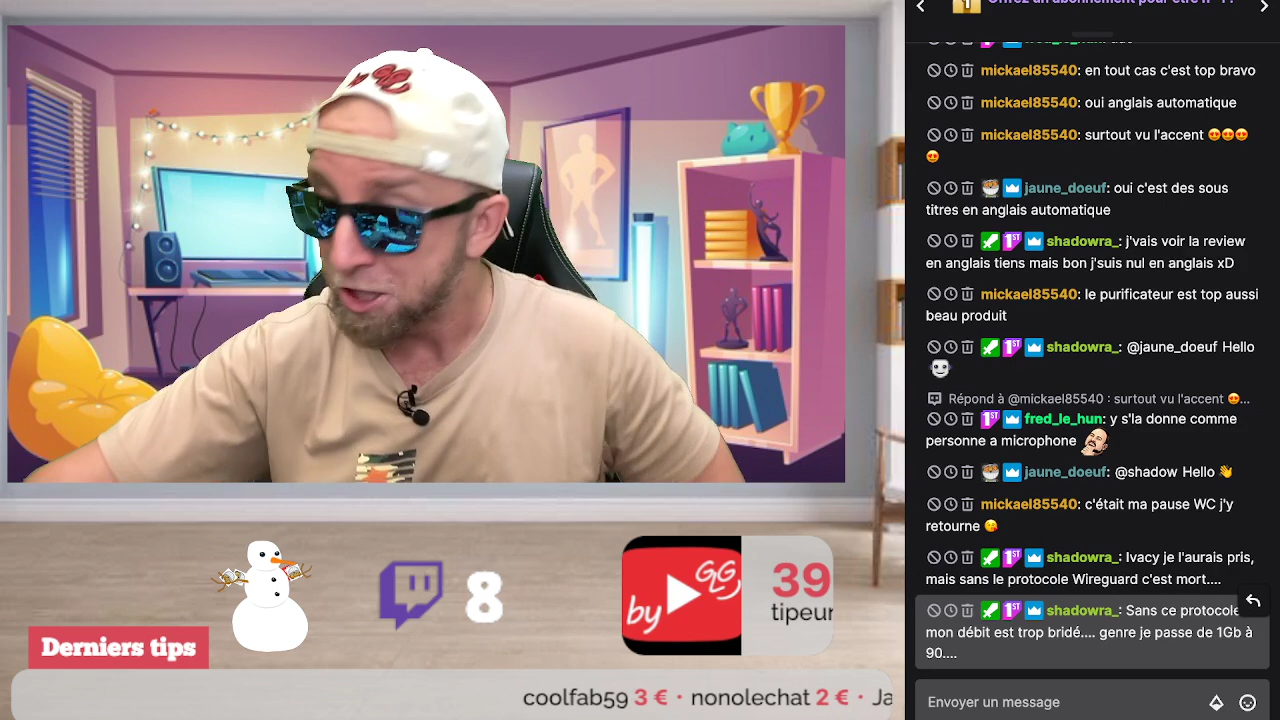 mickael85540: en tout cas c'est top bravo
mickael85540: oui anglais automatique
mickael85540: surtout vu l'accent 😍😍😍
😍
jaune_doeuf: oui c'est des sous
titres en anglais automatique
1ST shadowra_: j'vais voir la review
en anglais tiens mais bon j'suis nul en anglais xD
mickael85540: le purificateur est top aussi
beau produit
1ST shadowra_: @jaune_doeuf Hello
Répond à @mickael85540 : surtout vu l'accent 😍...
1ST fred_le_hun: y s'la donne comme
personne a microphone
jaune_doeuf: @shadow Hello 👋
mickael85540: c'était ma pause WC j'y
retourne 😘
1ST shadowra_: Ivacy je l'aurais pris,
mais sans le protocole Wireguard c'est mort....
1ST shadowra_: Sans ce protocole
mon débit est trop bridé.... genre je passe de 1Gb à
90....
Envoyer un message
8
by GG
39
tipeur
Derniers tips
coolfab59 3 € · nonolechat 2 € · Ja